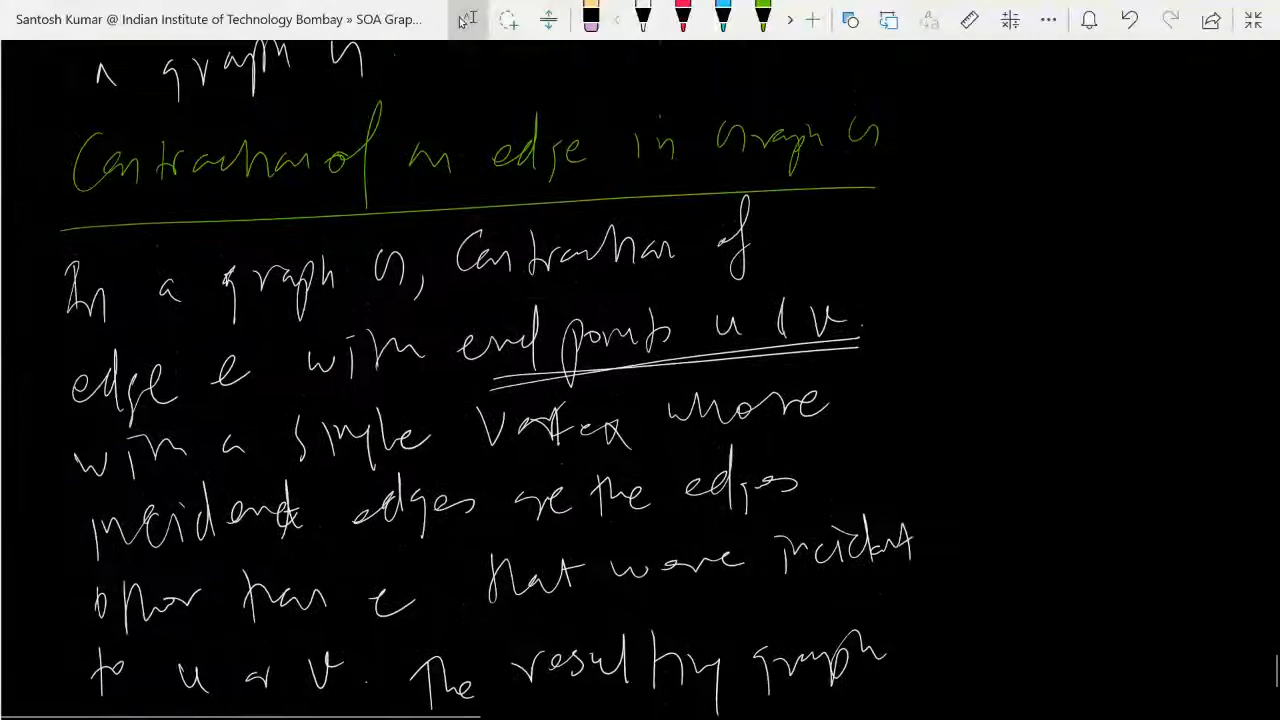 Santosh Kumar @ Indian Institute of Technology Bombay » SOA Grap...
a graph G.
Contraction of an edge in Graph G
In a graph G, Contraction of
edge e with end points u & v.
with a single vertex whose
incident edges are the edges
other than e that were incident
to u or v. The resulting graph